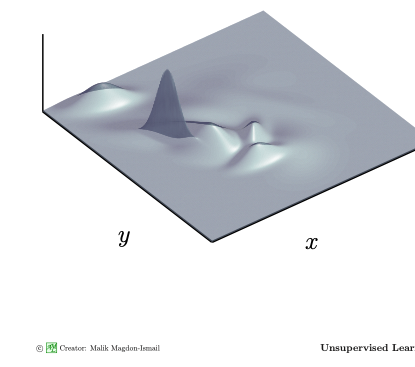 y
x
© Creator: Malik Magdon-Ismail
Unsupervised Lear